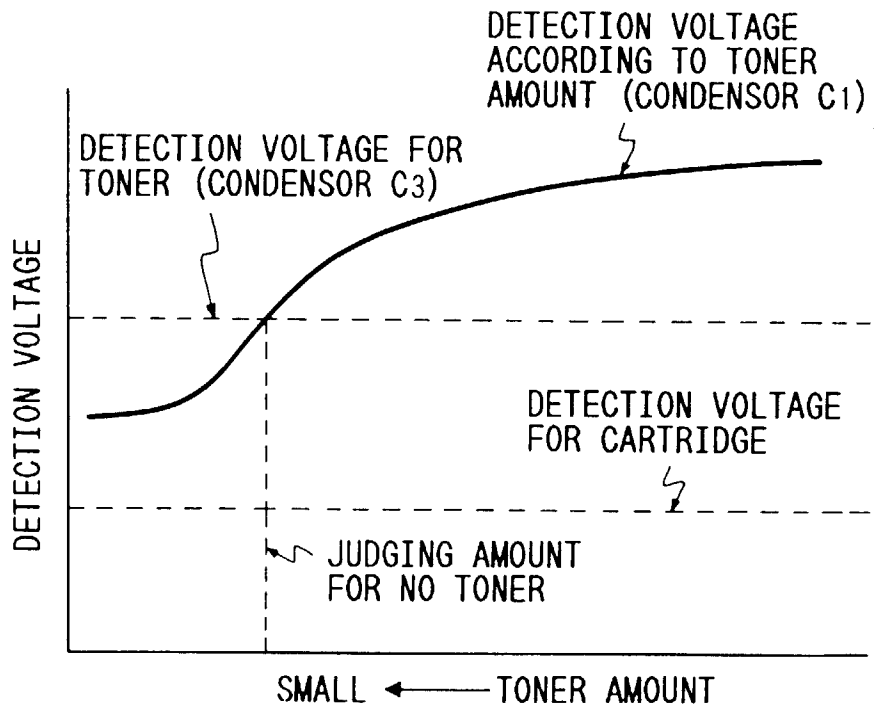 DETECTION VOLTAGE
ACCORDING TO TONER
AMOUNT (CONDENSOR C1)
DETECTION VOLTAGE FOR
TONER (CONDENSOR C3)
DETECTION VOLTAGE
DETECTION VOLTAGE
FOR CARTRIDGE
JUDGING AMOUNT
FOR NO TONER
SMALL ← TONER AMOUNT